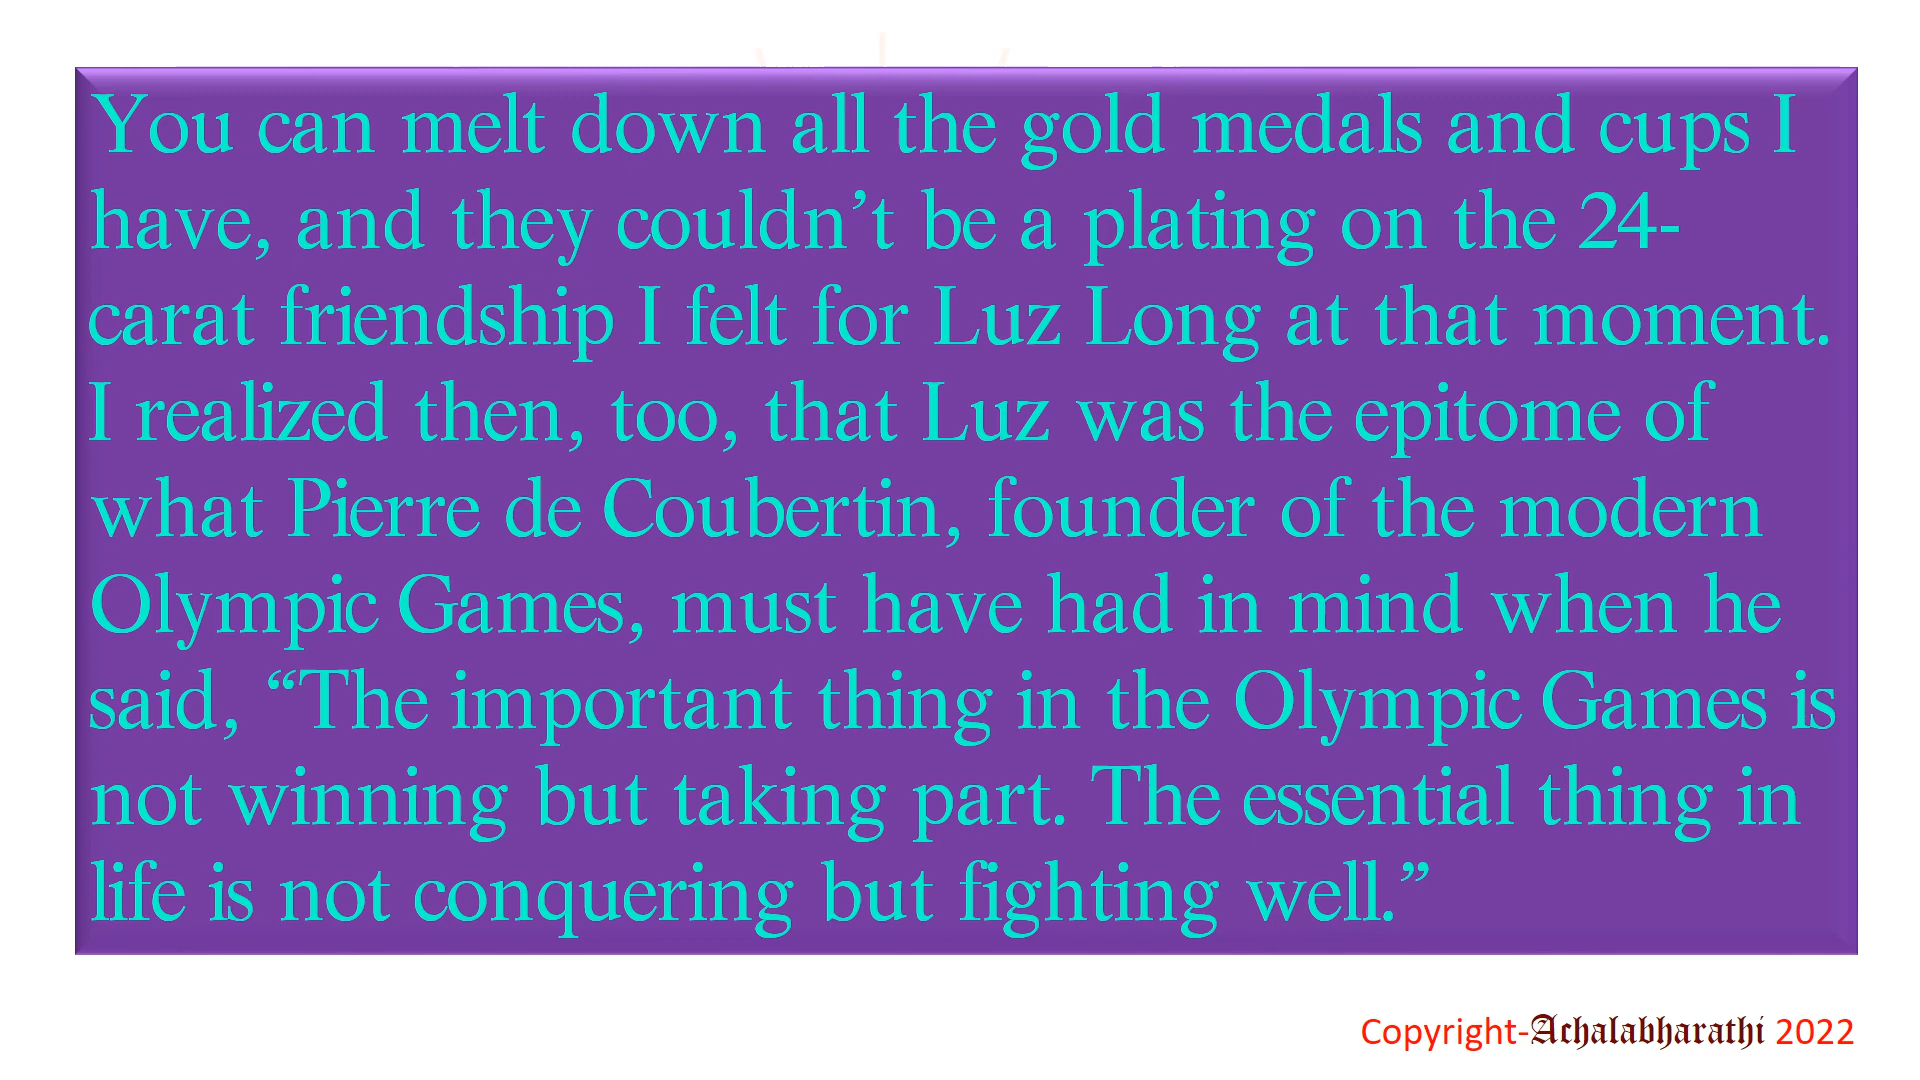 You can melt down all the gold medals and cups I
have, and they couldn’t be a plating on the 24-
carat friendship I felt for Luz Long at that moment.
I realized then, too, that Luz was the epitome of
what Pierre de Coubertin, founder of the modern
Olympic Games, must have had in mind when he
said, “The important thing in the Olympic Games is
not winning but taking part. The essential thing in
life is not conquering but fighting well.”
Copyright-Achalabharathi 2022